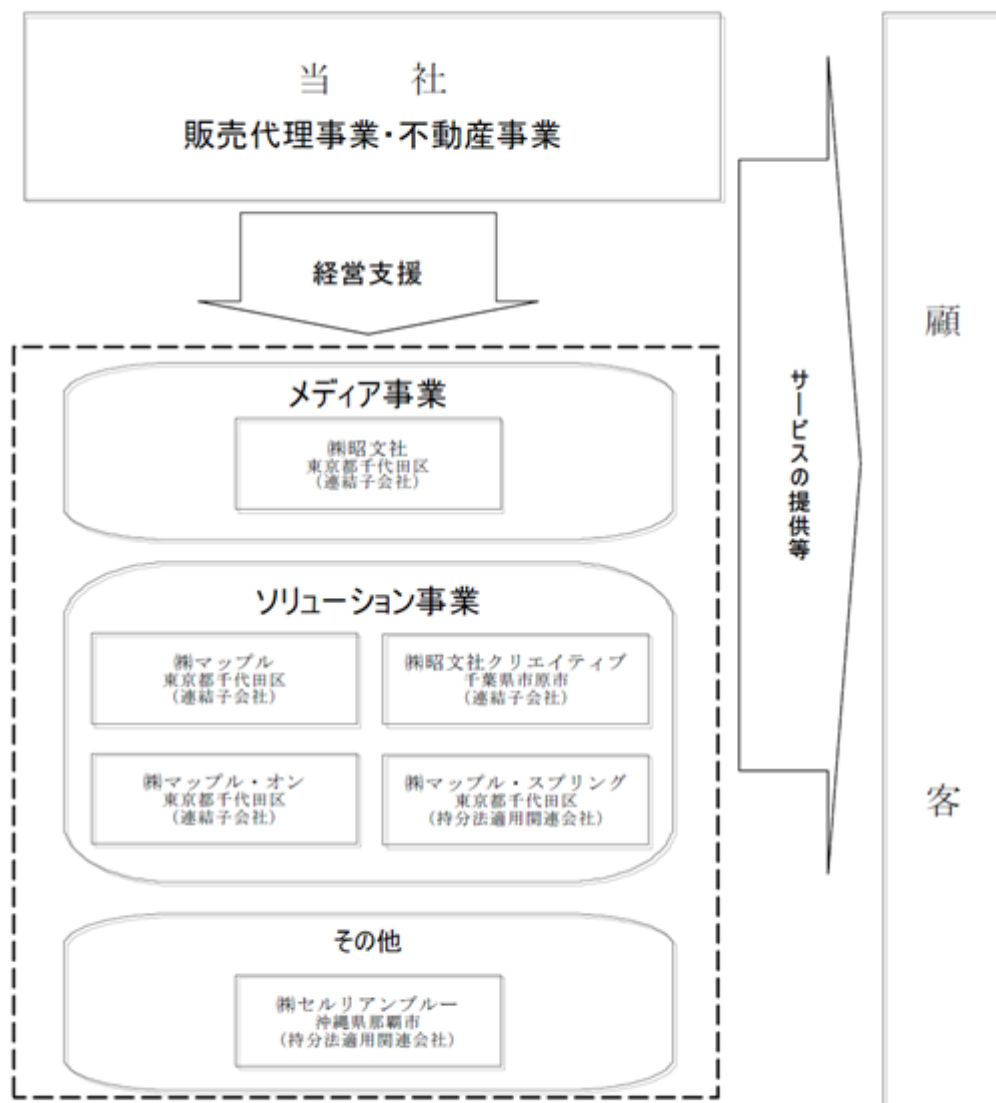 当　　社
販売代理事業・不動産事業
経営支援
メディア事業
㈱昭文社
東京都千代田区
（連結子会社）
ソリューション事業
㈱マップル
東京都千代田区
（連結子会社）
㈱昭文社クリエイティブ
千葉県市原市
（連結子会社）
㈱マップル・オン
東京都千代田区
（連結子会社）
㈱マップル・スプリング
東京都千代田区
（持分法適用関連会社）
その他
㈱セルリアンブルー
沖縄県那覇市
（持分法適用関連会社）
サービスの提供等
顧客